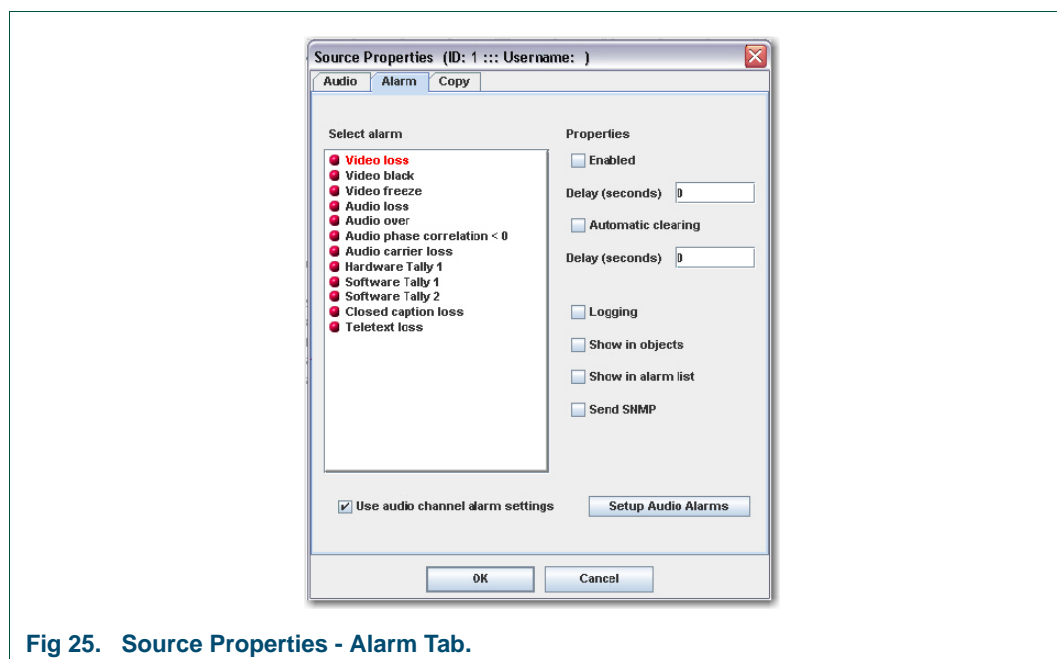 Source Properties (ID: 1 ::: Username: )
Audio Alarm Copy
Select alarm
Video loss
Video black
Video freeze
Audio loss
Audio over
Audio phase correlation < 0
Audio carrier loss
Hardware Tally 1
Software Tally 1
Software Tally 2
Closed caption loss
Teletext loss
Properties
Enabled
Delay (seconds) 0
Automatic clearing
Delay (seconds) 0
Logging
Show in objects
Show in alarm list
Send SNMP
Use audio channel alarm settings
Setup Audio Alarms
OK Cancel
Fig 25. Source Properties - Alarm Tab.